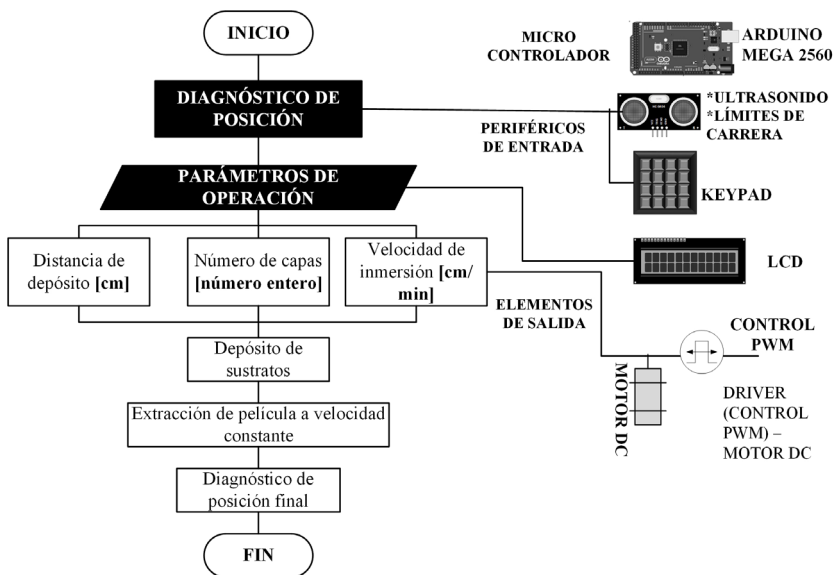 INICIO
DIAGNÓSTICO DE
POSICIÓN
PARÁMETROS DE
OPERACIÓN
Distancia de
depósito [cm]
Número de capas
[número entero]
Velocidad de
inmersión [cm/
min]
Depósito de
sustratos
Extracción de película a velocidad
constante
Diagnóstico de
posición final
FIN
MICRO
CONTROLADOR
ARDUINO
MEGA 2560
*ULTRASONIDO
*LÍMITES DE
CARRERA
PERIFÉRICOS
DE ENTRADA
KEYPAD
LCD
ELEMENTOS
DE SALIDA
CONTROL
PWM
MOTOR DC
DRIVER
(CONTROL
PWM) –
MOTOR DC